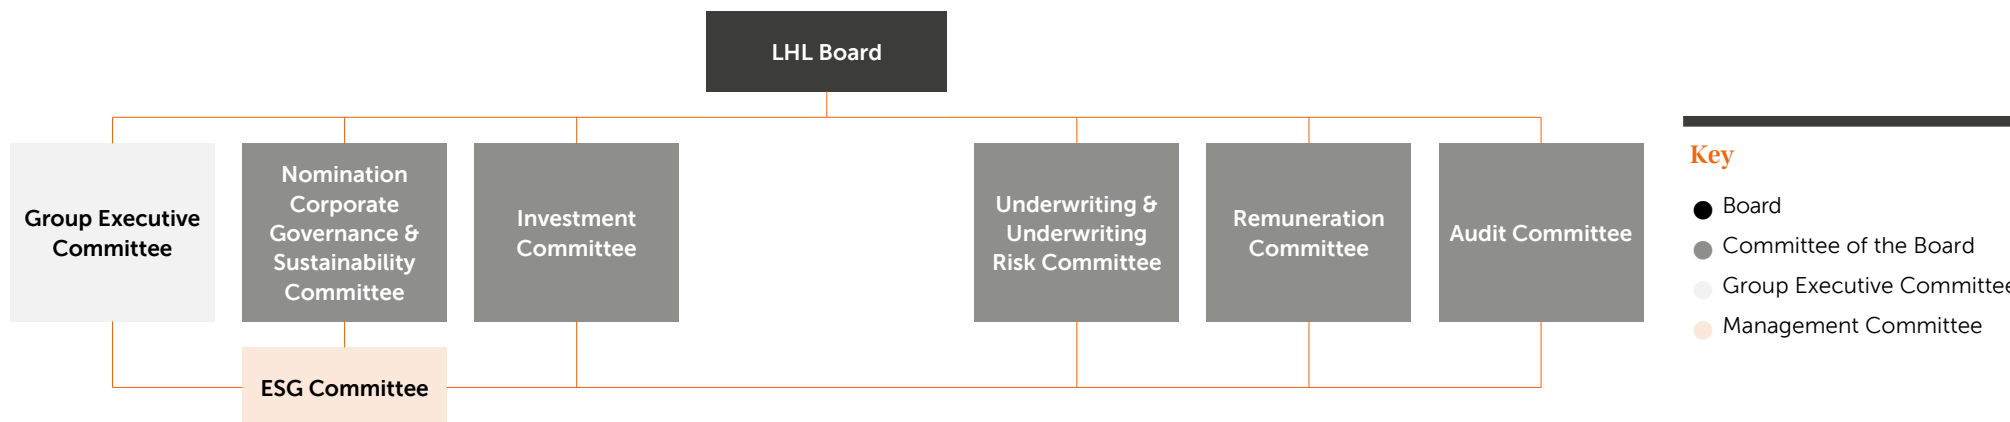 LHL Board
Group Executive
Committee
Nomination
Corporate
Governance &
Sustainability
Committee
Investment
Committee
Underwriting &
Underwriting
Risk Committee
Remuneration
Committee
Audit Committee
ESG Committee
Key
Board
Committee of the Board
Group Executive Committee
Management Committee